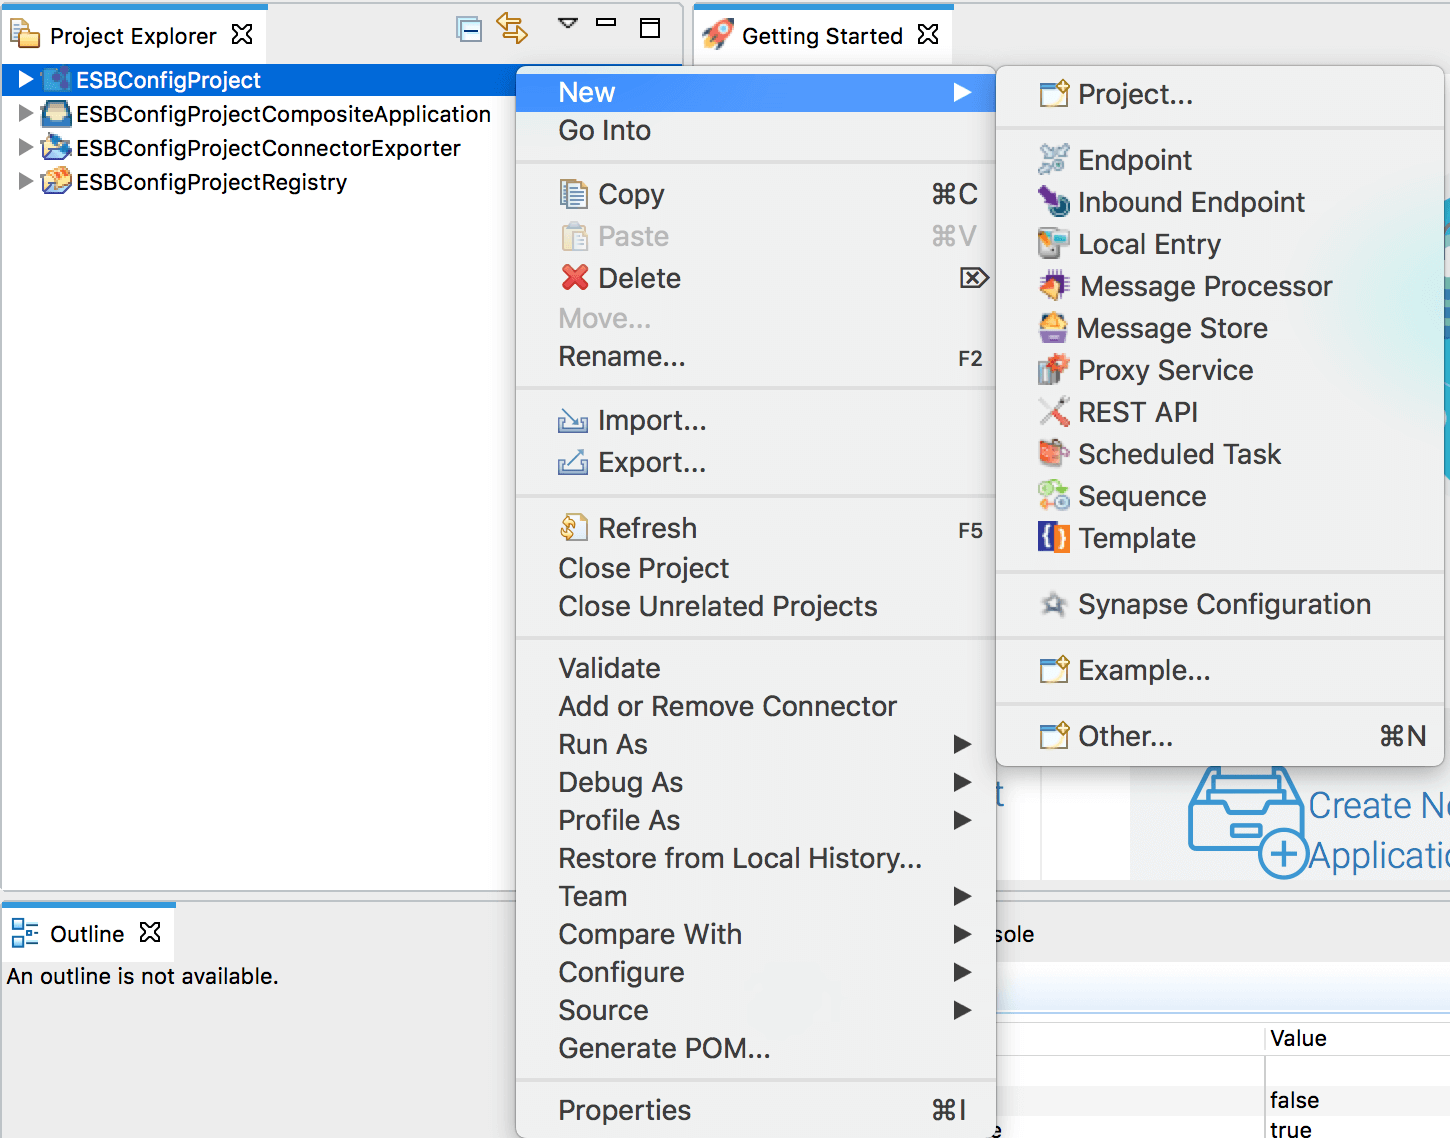 Project Explorer
Getting Started
ESBConfigProject
ESBConfigProjectCompositeApplication
ESBConfigProjectConnectorExporter
ESBConfigProjectRegistry
New
Go Into
Copy ⌘C
Paste ⌘V
Delete ⌦
Move...
Rename... F2
Import...
Export...
Refresh F5
Close Project
Close Unrelated Projects
Validate
Add or Remove Connector
Run As
Debug As
Profile As
Restore from Local History...
Team
Compare With
Configure
Source
Generate POM...
Properties ⌘I
Project...
Endpoint
Inbound Endpoint
Local Entry
Message Processor
Message Store
Proxy Service
REST API
Scheduled Task
Sequence
Template
Synapse Configuration
Example...
Other... ⌘N
t
Create Ne
Applicatio
Outline
An outline is not available.
sole
Value
false
e true